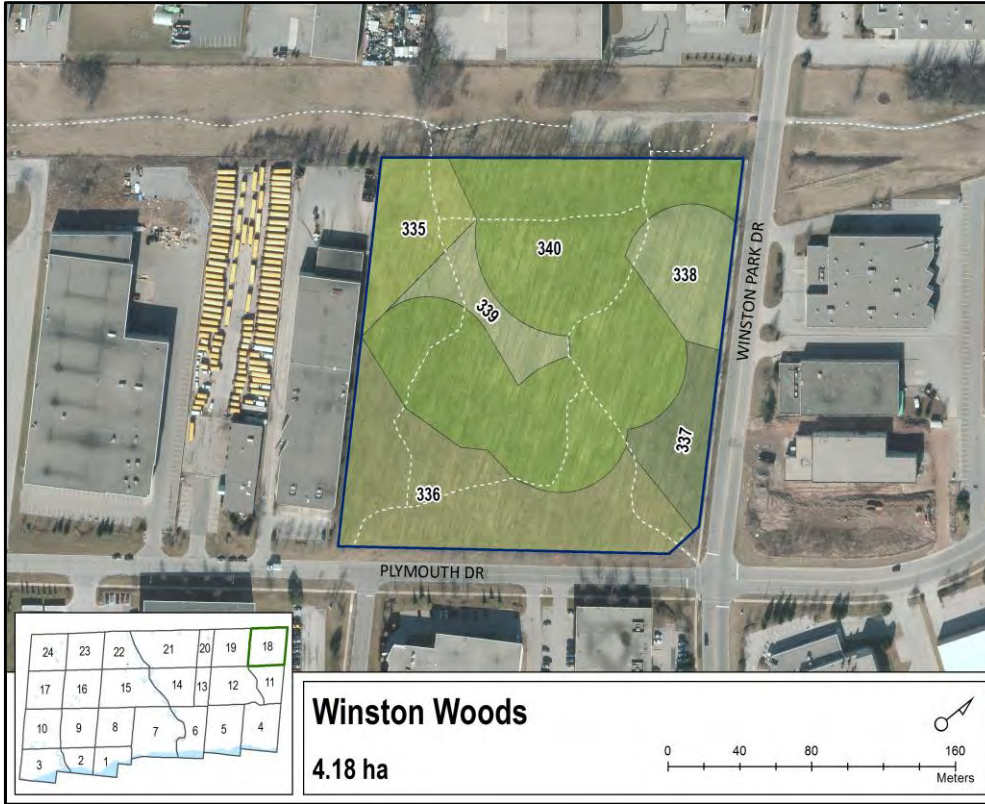 335
340
338
339
337
336
WINSTON PARK DR
PLYMOUTH DR
24 23 22 21 20 19 18
17 16 15 14 13 12 11
10 9 8 7 6 5 4
3 2 1
Winston Woods
4.18 ha
0 40 80 160
Meters